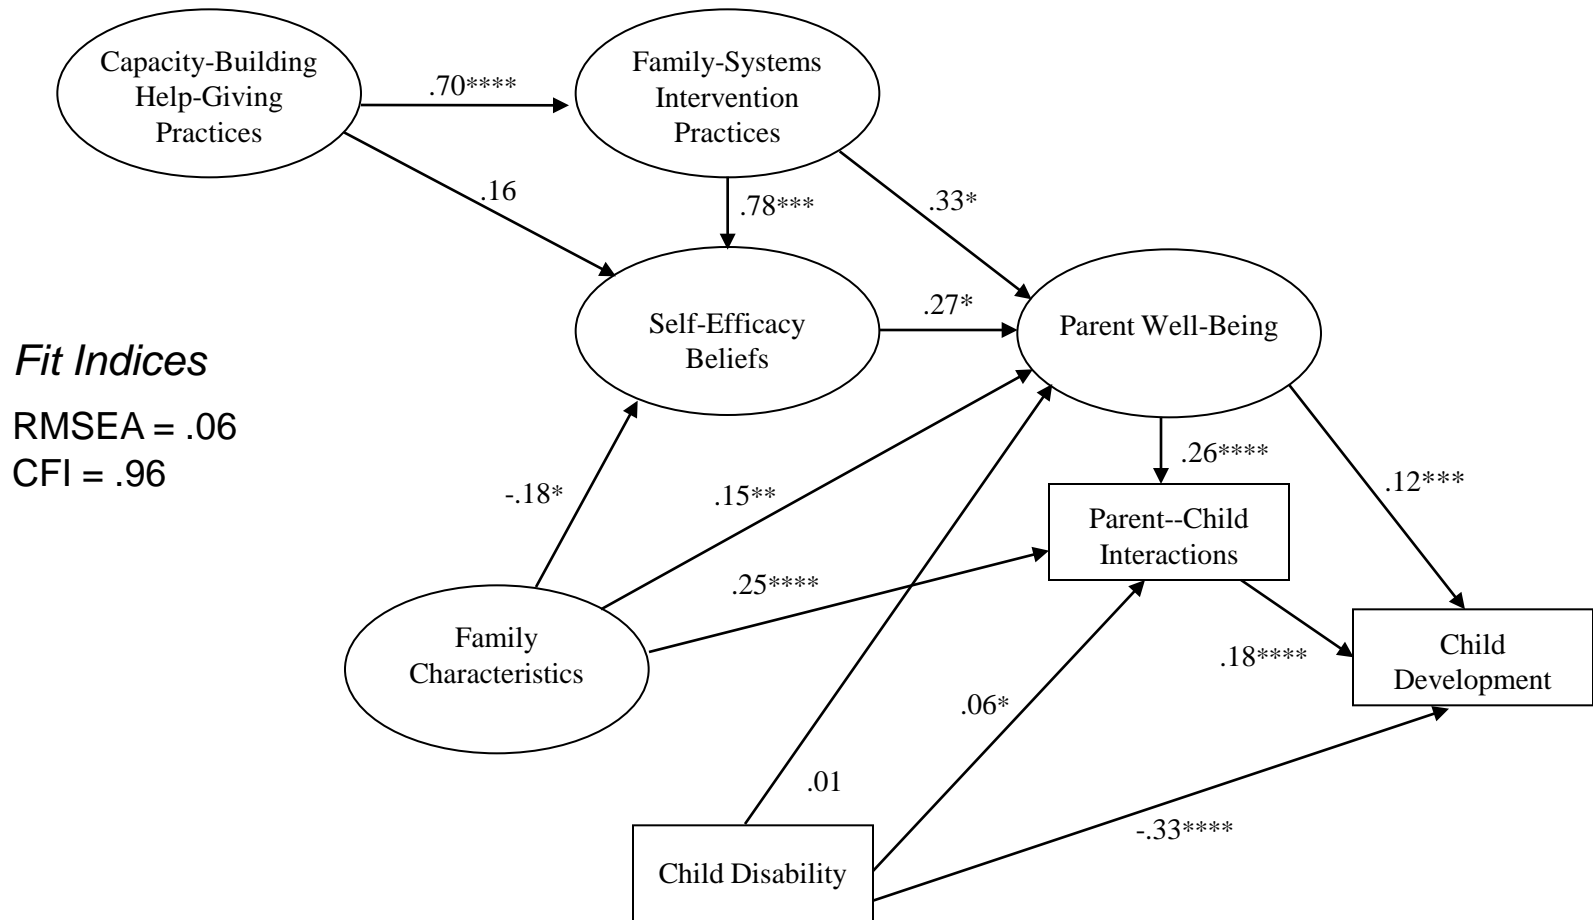 Capacity-Building
Help-Giving
Practices
.70****
Family-Systems
Intervention
Practices
.16
.78***
.33*
Self-Efficacy
Beliefs
.27*
Parent Well-Being
Fit Indices
RMSEA = .06
CFI = .96
-.18*
.15**
.26****
.12***
Parent--Child
Interactions
.25****
Family
Characteristics
.18****
Child
Development
.06*
.01
-.33****
Child Disability